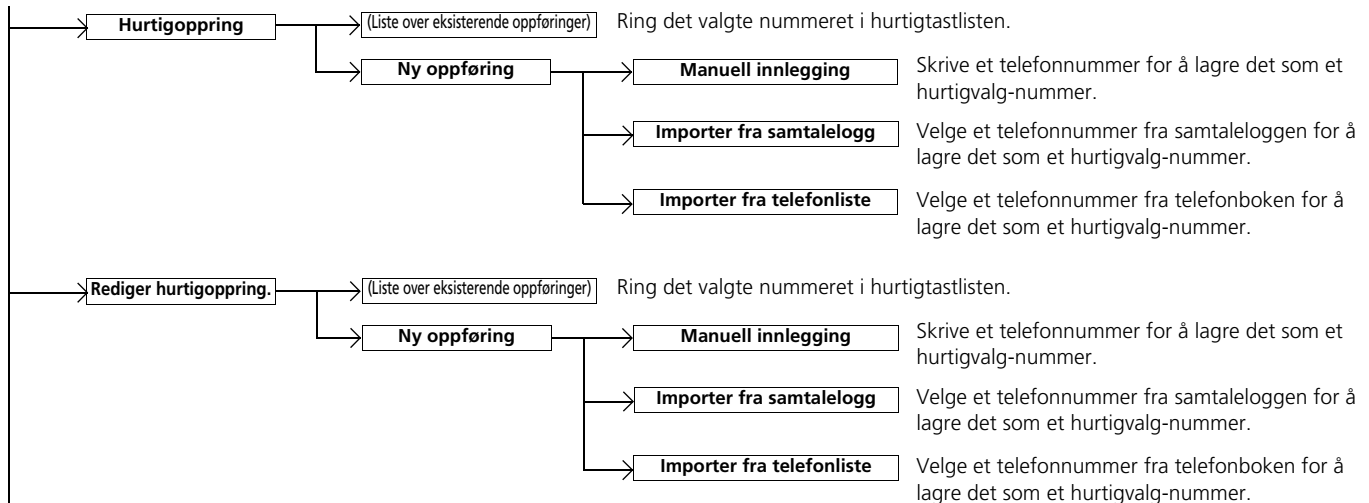 Hurtigoppring
(Liste over eksisterende oppføringer)
Ring det valgte nummeret i hurtigtastlisten.
Ny oppføring
Manuell innlegging
Skrive et telefonnummer for å lagre det som et
hurtigvalg-nummer.
Importer fra samtalelogg
Velge et telefonnummer fra samtaleloggen for å
lagre det som et hurtigvalg-nummer.
Importer fra telefonliste
Velge et telefonnummer fra telefonboken for å
lagre det som et hurtigvalg-nummer.
Rediger hurtigoppring.
(Liste over eksisterende oppføringer)
Ring det valgte nummeret i hurtigtastlisten.
Ny oppføring
Manuell innlegging
Skrive et telefonnummer for å lagre det som et
hurtigvalg-nummer.
Importer fra samtalelogg
Velge et telefonnummer fra samtaleloggen for å
lagre det som et hurtigvalg-nummer.
Importer fra telefonliste
Velge et telefonnummer fra telefonboken for å
lagre det som et hurtigvalg-nummer.